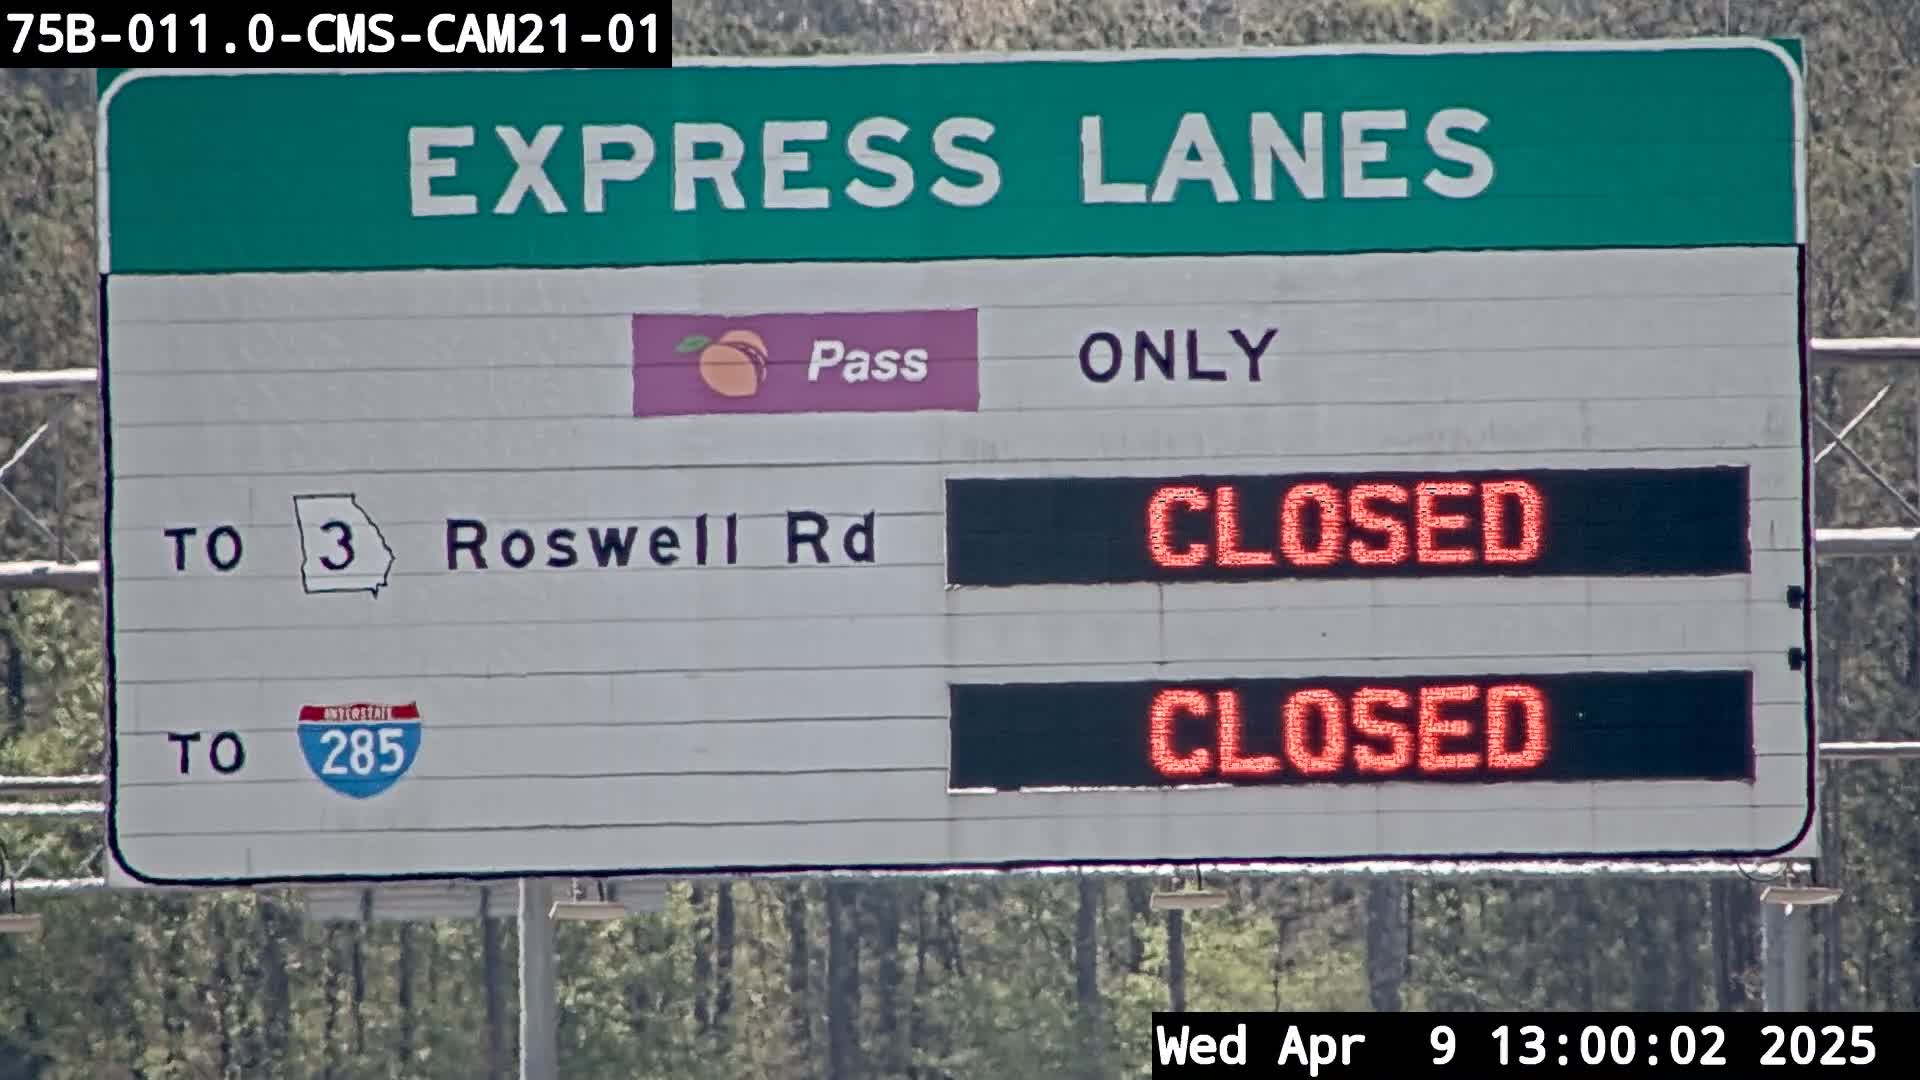 75B-011.0-CMS-CAM21-01
EXPRESS LANES
Pass ONLY
TO 3 Roswell Rd CLOSED
INTERSTATE
TO 285 CLOSED
Wed Apr 9 13:00:02 2025